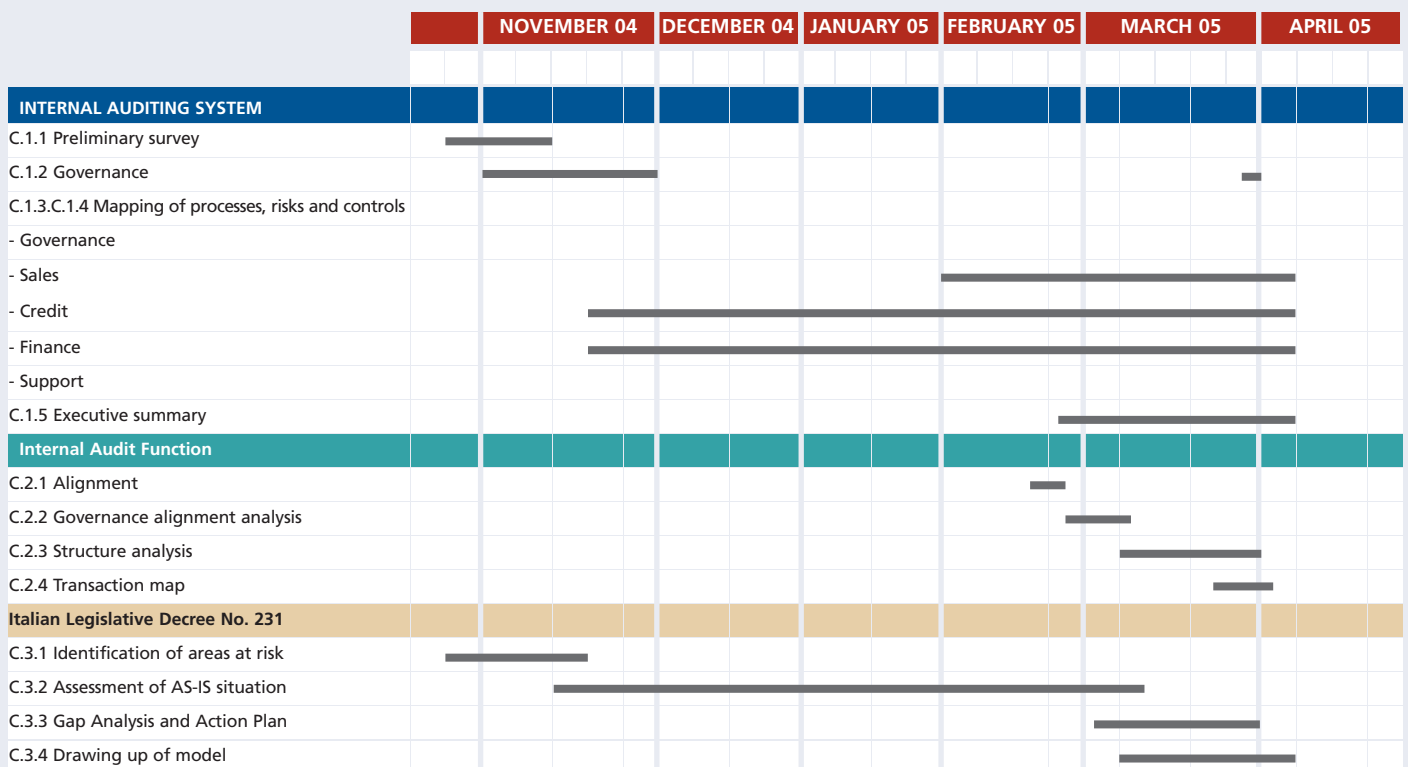 NOVEMBER 04 DECEMBER 04 JANUARY 05 FEBRUARY 05 MARCH 05 APRIL 05
INTERNAL AUDITING SYSTEM
C.1.1 Preliminary survey
C.1.2 Governance
C.1.3.C.1.4 Mapping of processes, risks and controls
- Governance
- Sales
- Credit
- Finance
- Support
C.1.5 Executive summary
Internal Audit Function
C.2.1 Alignment
C.2.2 Governance alignment analysis
C.2.3 Structure analysis
C.2.4 Transaction map
Italian Legislative Decree No. 231
C.3.1 Identification of areas at risk
C.3.2 Assessment of AS-IS situation
C.3.3 Gap Analysis and Action Plan
C.3.4 Drawing up of model